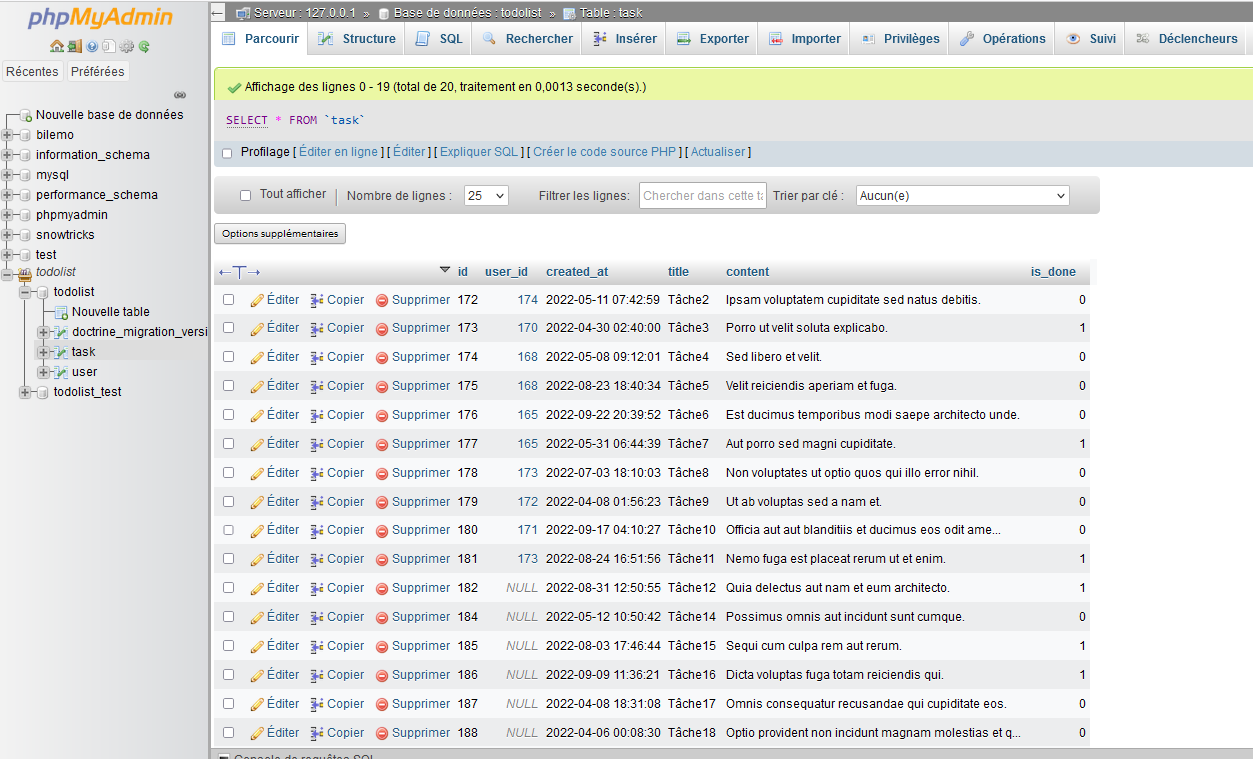 phpMyAdmin
Récentes Préférées
Nouvelle base de données
bilemo
information_schema
mysql
performance_schema
phpmyadmin
snowtricks
test
todolist
todolist
Nouvelle table
doctrine_migration_versi
task
user
todolist_test
Serveur : 127.0.0.1 » Base de données : todolist » Table : task
Parcourir Structure SQL Rechercher Insérer Exporter Importer Privilèges Opérations Suivi Déclencheurs
Affichage des lignes 0 - 19 (total de 20, traitement en 0,0013 seconde(s).)
SELECT * FROM `task`
Profilage [ Éditer en ligne ] [ Éditer ] [ Expliquer SQL ] [ Créer le code source PHP ] [ Actualiser ]
Tout afficher | Nombre de lignes : 25 Filtrer les lignes: Chercher dans cette ta Trier par clé : Aucun(e)
Options supplémentaires
←T→ id user_id created_at title content is_done
Éditer Copier Supprimer 172 174 2022-05-11 07:42:59 Tâche2 Ipsam voluptatem cupiditate sed natus debitis. 0
Éditer Copier Supprimer 173 170 2022-04-30 02:40:00 Tâche3 Porro ut velit soluta explicabo. 1
Éditer Copier Supprimer 174 168 2022-05-08 09:12:01 Tâche4 Sed libero et velit. 0
Éditer Copier Supprimer 175 168 2022-08-23 18:40:34 Tâche5 Velit reiciendis aperiam et fuga. 0
Éditer Copier Supprimer 176 165 2022-09-22 20:39:52 Tâche6 Est ducimus temporibus modi saepe architecto unde. 0
Éditer Copier Supprimer 177 165 2022-05-31 06:44:39 Tâche7 Aut porro sed magni cupiditate. 1
Éditer Copier Supprimer 178 173 2022-07-03 18:10:03 Tâche8 Non voluptates ut optio quos qui illo error nihil. 0
Éditer Copier Supprimer 179 172 2022-04-08 01:56:23 Tâche9 Ut ab voluptas sed a nam et. 0
Éditer Copier Supprimer 180 171 2022-09-17 04:10:27 Tâche10 Officia aut aut blanditiis et ducimus eos odit ame... 0
Éditer Copier Supprimer 181 173 2022-08-24 16:51:56 Tâche11 Nemo fuga est placeat rerum ut et enim. 1
Éditer Copier Supprimer 182 NULL 2022-08-31 12:50:55 Tâche12 Quia delectus aut nam et eum architecto. 1
Éditer Copier Supprimer 184 NULL 2022-05-12 10:50:42 Tâche14 Possimus omnis aut incidunt sunt cumque. 0
Éditer Copier Supprimer 185 NULL 2022-08-03 17:46:44 Tâche15 Sequi cum culpa rem aut rerum. 1
Éditer Copier Supprimer 186 NULL 2022-09-09 11:36:21 Tâche16 Dicta voluptas fuga totam reiciendis qui. 1
Éditer Copier Supprimer 187 NULL 2022-04-08 18:31:08 Tâche17 Omnis consequatur recusandae qui cupiditate eos. 0
Éditer Copier Supprimer 188 NULL 2022-04-06 00:08:30 Tâche18 Optio provident non incidunt magnam molestias et q... 0
Console de requêtes SQL